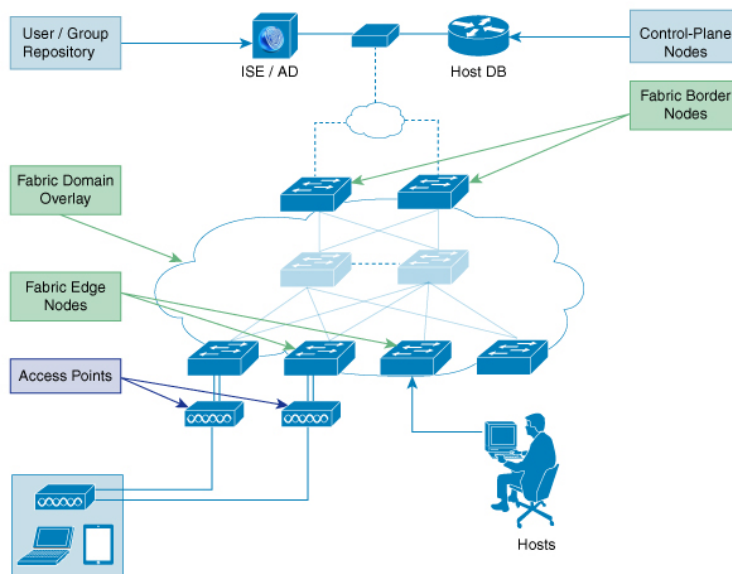 User / Group
Repository
ISE / AD
Host DB
Control-Plane
Nodes
Fabric Border
Nodes
Fabric Domain
Overlay
Fabric Edge
Nodes
Access Points
Hosts